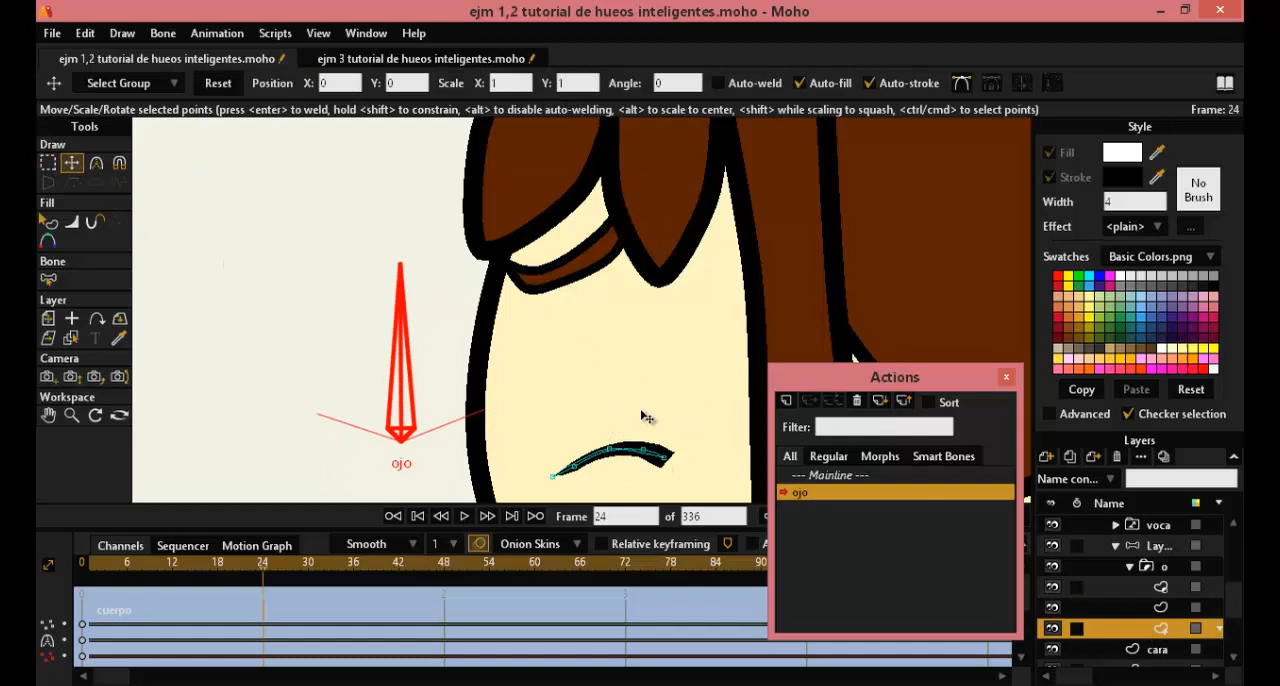 ejm 1,2 tutorial de hueos inteligentes.moho - Moho
File Edit Draw Bone Animation Scripts View Window Help
ejm 1,2 tutorial de hueos inteligentes.moho ejm 3 tutorial de hueos inteligentes.moho
Select Group Reset Position X: 0 Y: 0 Scale X: 1 Y: 1 Angle: 0 Auto-weld Auto-fill Auto-stroke
Move/Scale/Rotate selected points (press <enter> to weld, hold <shift> to constrain, <alt> to disable auto-welding, <alt> to scale to center, <shift> while scaling to squash, <ctrl/cmd> to select points) Frame: 24
Tools
Draw
Fill
Bone
Layer
Camera
Workspace
ojo
Style
Fill
Stroke
No Brush
Width 4
Effect <plain> ...
Swatches Basic Colors.png
Copy Paste Reset
Advanced Checker selection
Actions
Sort
Filter:
All Regular Morphs Smart Bones
--- Mainline ---
ojo
Layers
Name con...
Name
voca
Lay...
o
cara
Frame 24 of 336
Channels Sequencer Motion Graph Smooth 1 Onion Skins Relative keyframing
0 6 12 18 24 30 36 42 48 54 60 66 72 78 84 90
0 2 3
cuerpo